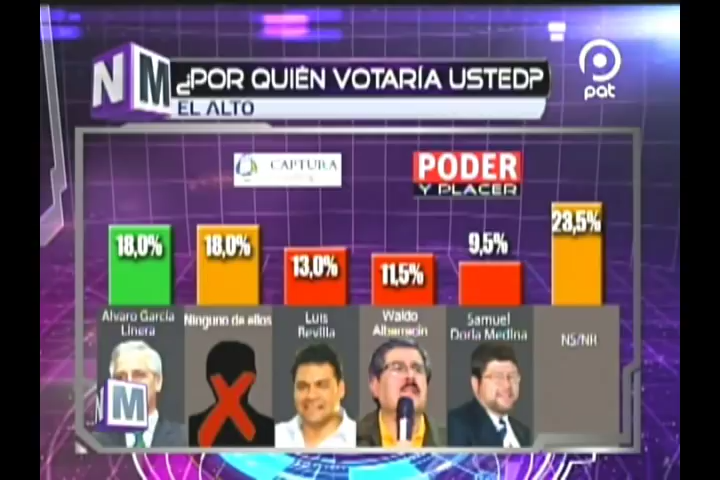 NM
¿POR QUIÉN VOTARÍA USTED?
EL ALTO
pat
CAPTURA
PODER
Y PLACER
18,0%
18,0%
13,0%
11,5%
9,5%
23,5%
Alvaro García
Linera
Ninguno de ellos
Luis
Revilla
Waldo
Albarracín
Samuel
Doria Medina
NS/NR
NM